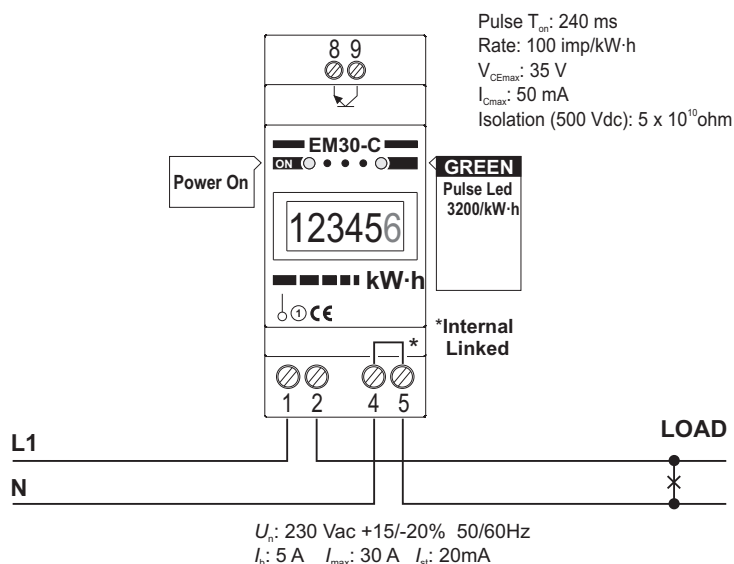 Pulse Ton: 240 ms
Rate: 100 imp/kW·h
VCEmax: 35 V
ICmax: 50 mA
Isolation (500 Vdc): 5 x 10¹⁰ohm
8 9
EM30-C
ON
Power On
GREEN
Pulse Led
3200/kW·h
123456
kW·h
1 CE
*Internal
Linked
*
1 2 4 5
L1
LOAD
N
Un: 230 Vac +15/-20% 50/60Hz
Ib: 5 A Imax: 30 A Ist: 20mA